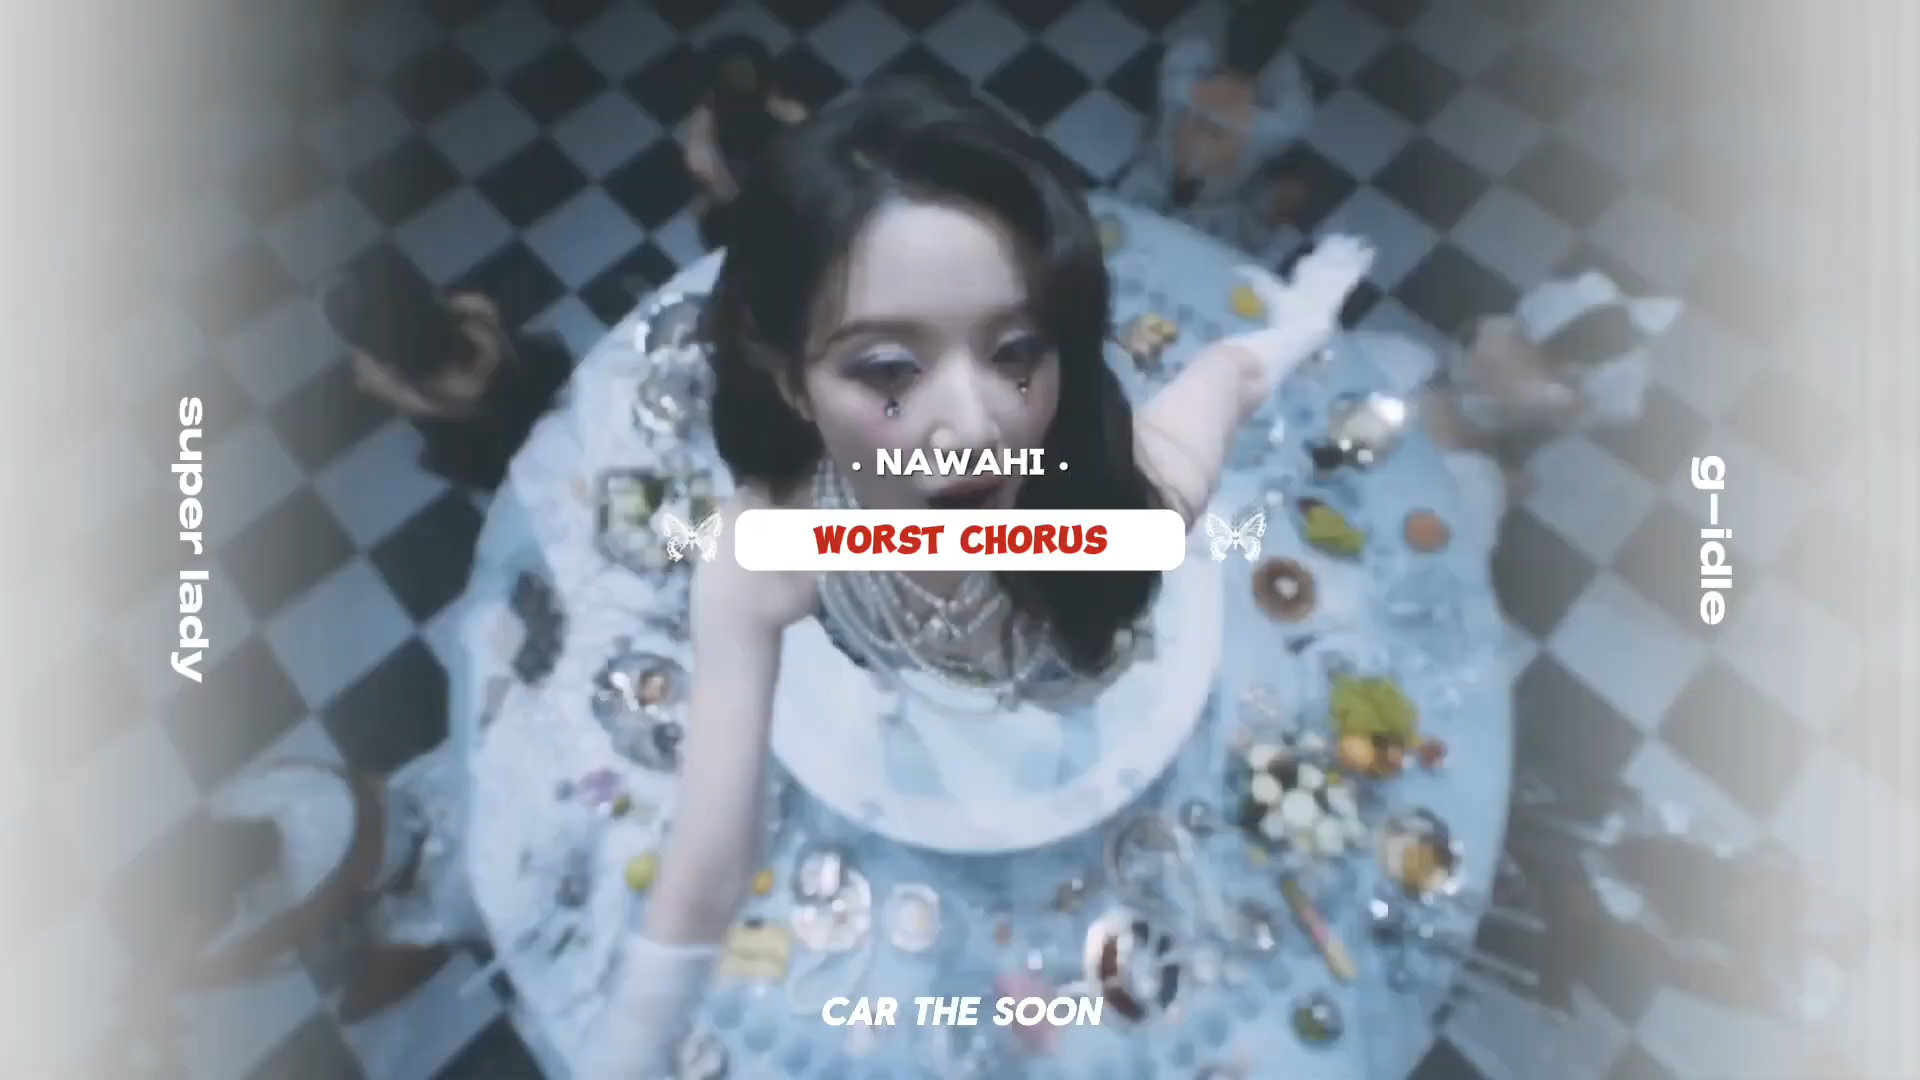 super lady
· NAWAHI ·
WORST CHORUS
g-idle
CAR THE SOON